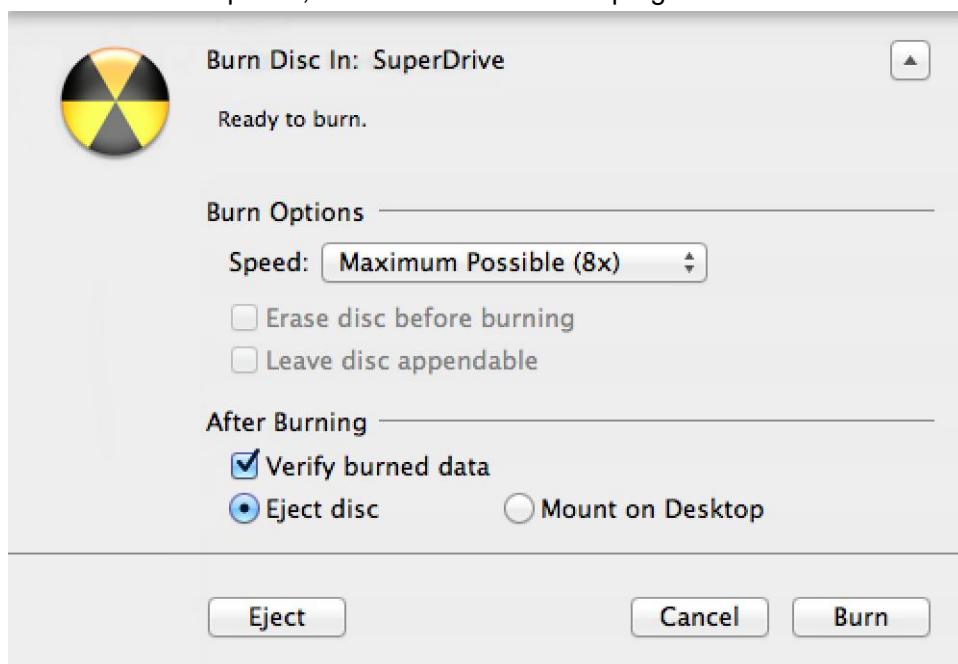 Burn Disc In: SuperDrive
Ready to burn.
Burn Options
Speed: Maximum Possible (8x)
Erase disc before burning
Leave disc appendable
After Burning
Verify burned data
Eject disc Mount on Desktop
Eject Cancel Burn